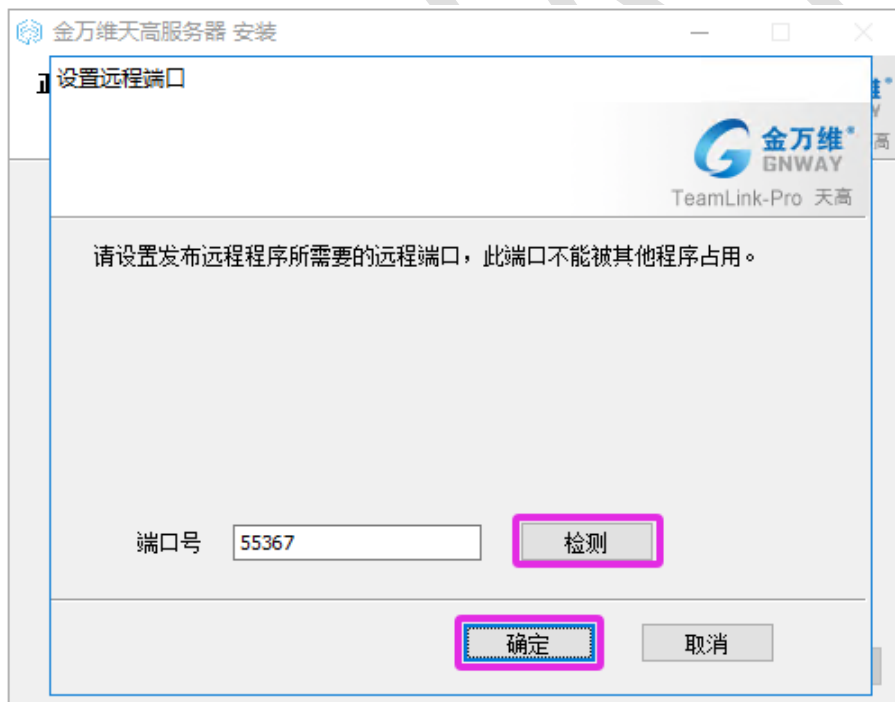 金万维天高服务器 安装
设置远程端口
金万维®
GNWAY
TeamLink-Pro 天高
高
请设置发布远程程序所需要的远程端口，此端口不能被其他程序占用。
端口号 55367 检测
确定 取消